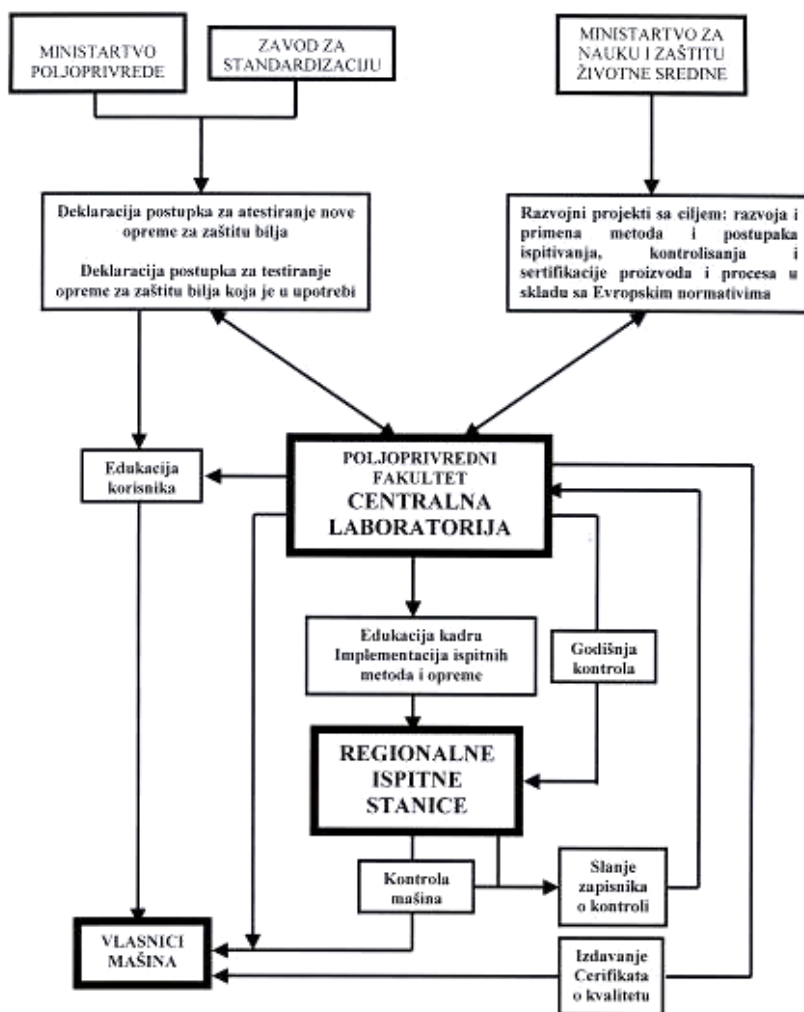 MINISTARTVO
POLJOPRIVREDE
ZAVOD ZA
STANDARDIZACIJU
MINISTARTVO ZA
NAUKU I ZAŠTITU
ŽIVOTNE SREDINE
Deklaracija postupka za atestiranje nove
opreme za zaštitu bilja
Deklaracija postupka za testiranje
opreme za zaštitu bilja koja je u upotrebi
Razvojni projekti sa ciljem: razvoja i
primena metoda i postupaka
ispitivanja, kontrolisanja i
sertifikacije proizvoda i procesa u
skladu sa Evropskim normativima
Edukacija
korisnika
POLJOPRIVREDNI
FAKULTET
CENTRALNA
LABORATORIJA
Edukacija kadru
Implementacija ispitnih
metoda i opreme
Godišnja
kontrola
REGIONALNE
ISPITNE
STANICE
Kontrola
mašina
Slanje
zapisnika
o kontroli
VLASNICI
MAŠINA
Izdavanje
Cerifikata
o kvalitetu